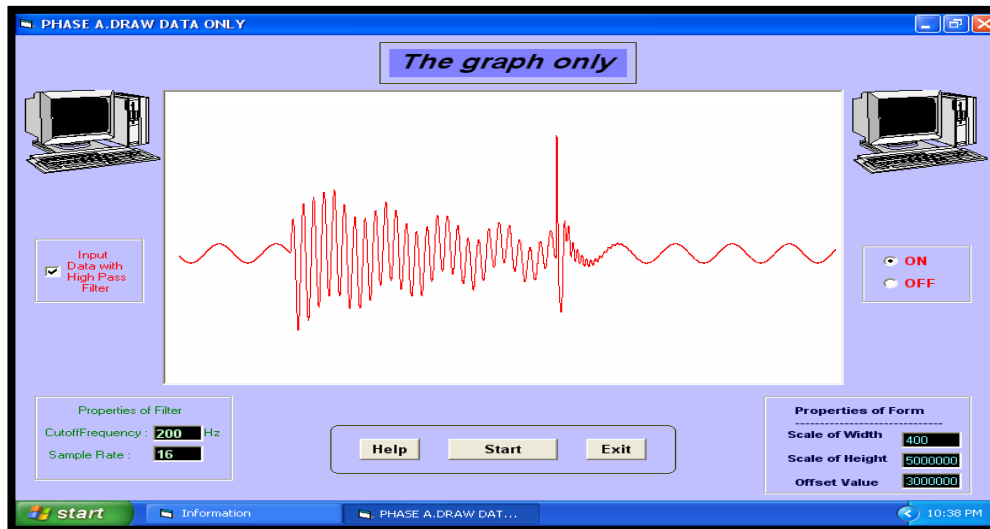 PHASE A.DRAW DATA ONLY
The graph only
Input
Data with
High Pass
Filter
ON
OFF
Properties of Filter
CutoffFrequency : 200 Hz
Sample Rate : 16
Help Start Exit
Properties of Form
----------------------------
Scale of Width 400
Scale of Height 5000000
Offset Value 3000000
start Information PHASE A.DRAW DAT... 10:38 PM